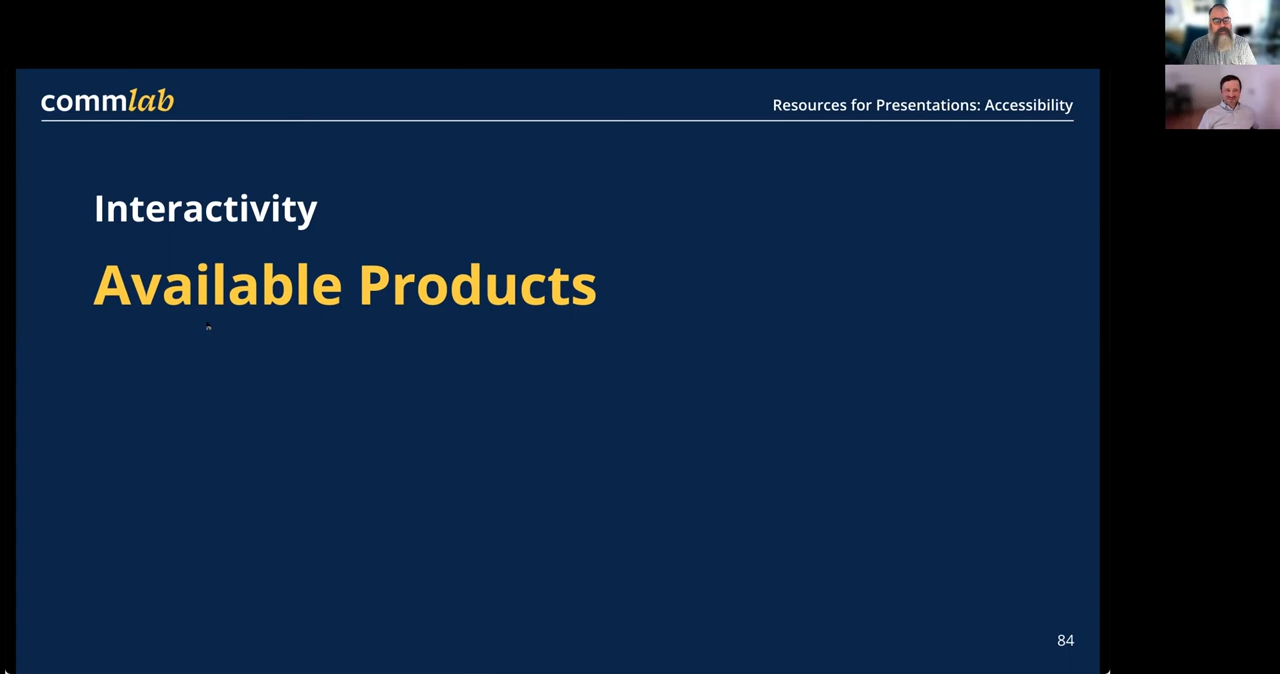 commlab
Resources for Presentations: Accessibility
Interactivity
Available Products
84